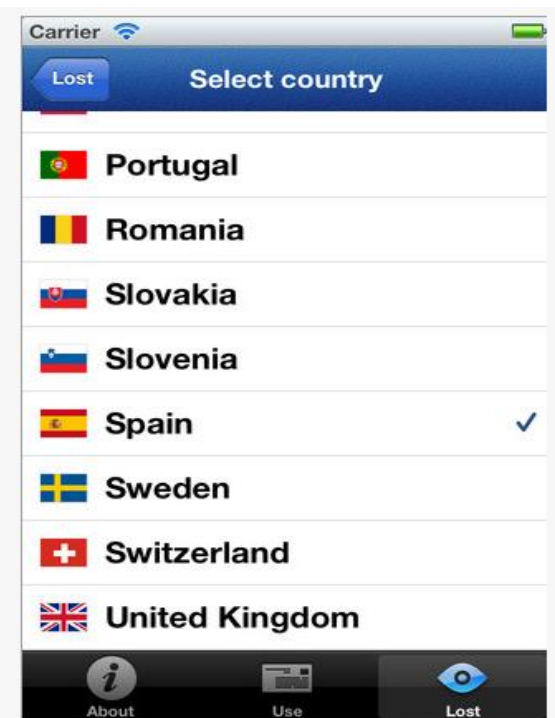 Carrier
Lost Select country
Portugal
Romania
Slovakia
Slovenia
Spain
Sweden
Switzerland
United Kingdom
About Use Lost